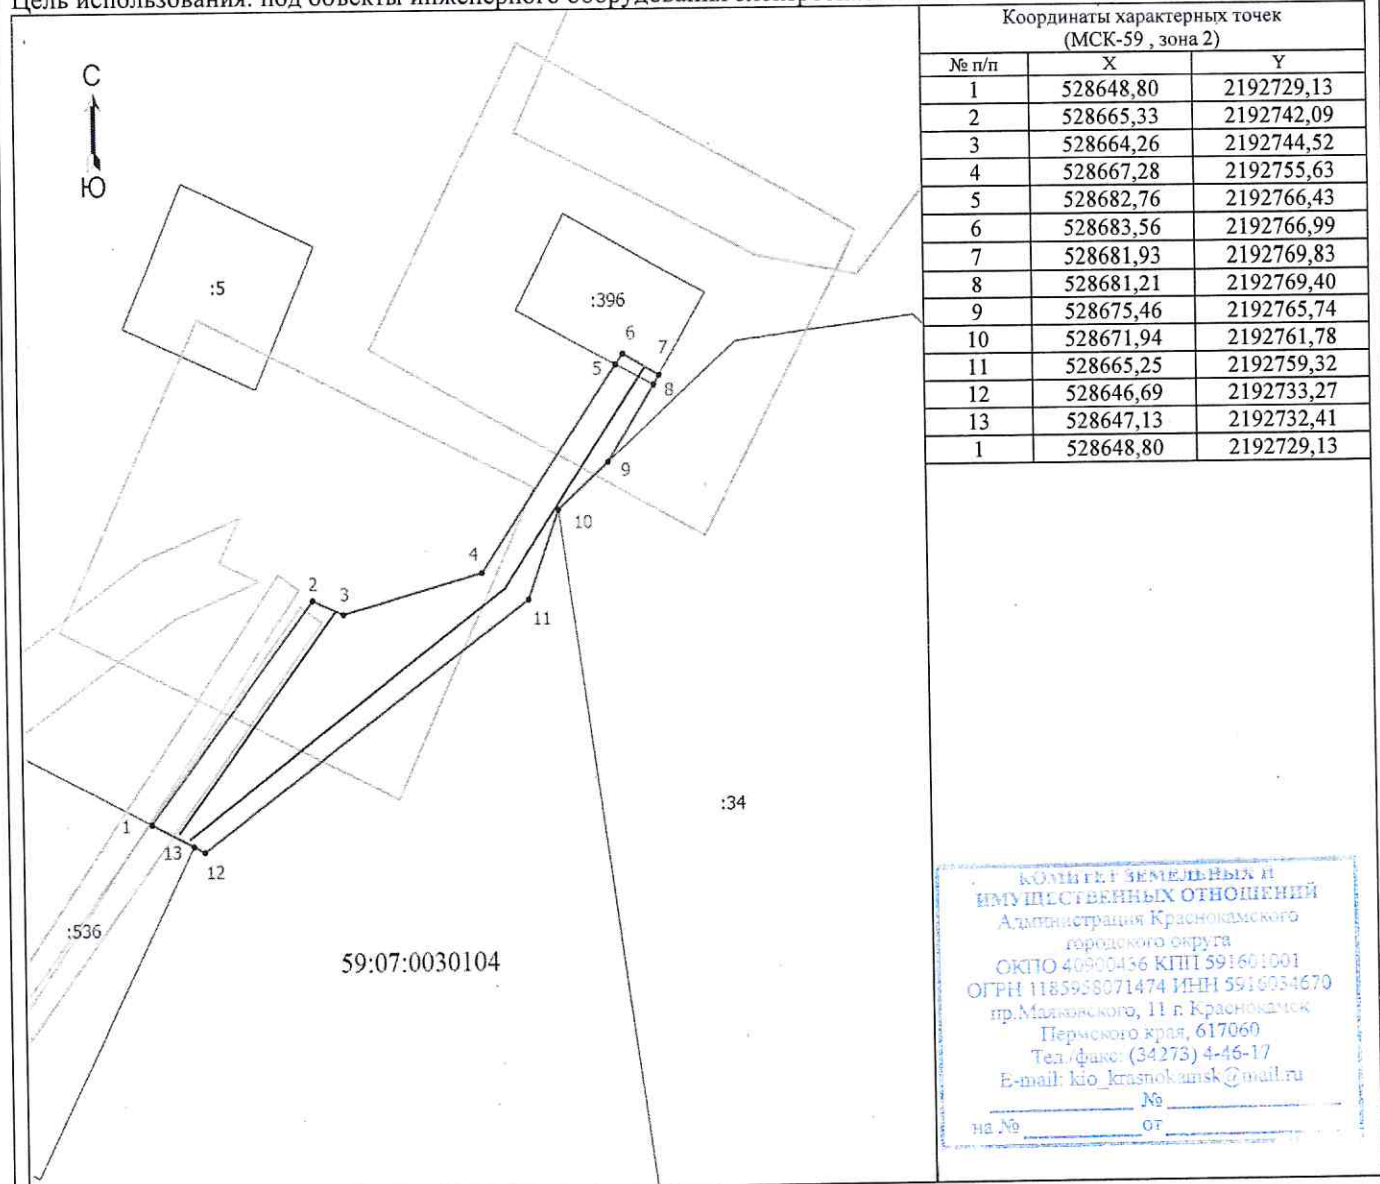 Цель использования: под объекты инженерного оборудования
Координаты характерных точек
(МСК-59 , зона 2)
№ п/п X Y
1 528648,80 2192729,13
2 528665,33 2192742,09
3 528664,26 2192744,52
4 528667,28 2192755,63
5 528682,76 2192766,43
6 528683,56 2192766,99
7 528681,93 2192769,83
8 528681,21 2192769,40
9 528675,46 2192765,74
10 528671,94 2192761,78
11 528665,25 2192759,32
12 528646,69 2192733,27
13 528647,13 2192732,41
1 528648,80 2192729,13
С
Ю
:5
:396
6
7
5
8
9
10
4
2
3
11
1
13
12
:34
:536
59:07:0030104
КОМИТЕТ ЗЕМЕЛЬНЫХ И
ИМУЩЕСТВЕННЫХ ОТНОШЕНИЙ
Администрация Краснокамского
городского округа
ОКПО 40900436 КПП 591601001
ОГРН 1185958071474 ИНН 5916034670
пр.Маяковского, 11 г. Краснокамск
Пермского края, 617060
Тел./факс: (34273) 4-46-17
E-mail: kio_krasnokamsk@mail.ru
№
на № от